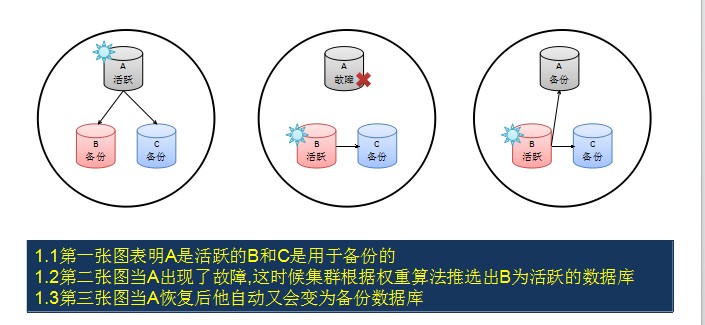 A
活跃
B
备份
C
备份
A
故障
B
活跃
C
备份
A
备份
B
活跃
C
备份
1.1第一张图表明A是活跃的B和C是用于备份的
1.2第二张图当A出现了故障,这时候集群根据权重算法推选出B为活跃的数据库
1.3第三张图当A恢复后他自动又会变为备份数据库